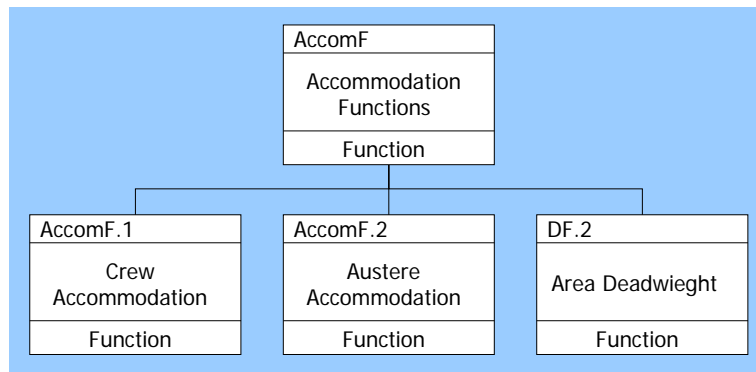 AccomF
Accommodation
Functions
Function
AccomF.1
Crew
Accommodation
Function
AccomF.2
Austere
Accommodation
Function
DF.2
Area Deadwieght
Function